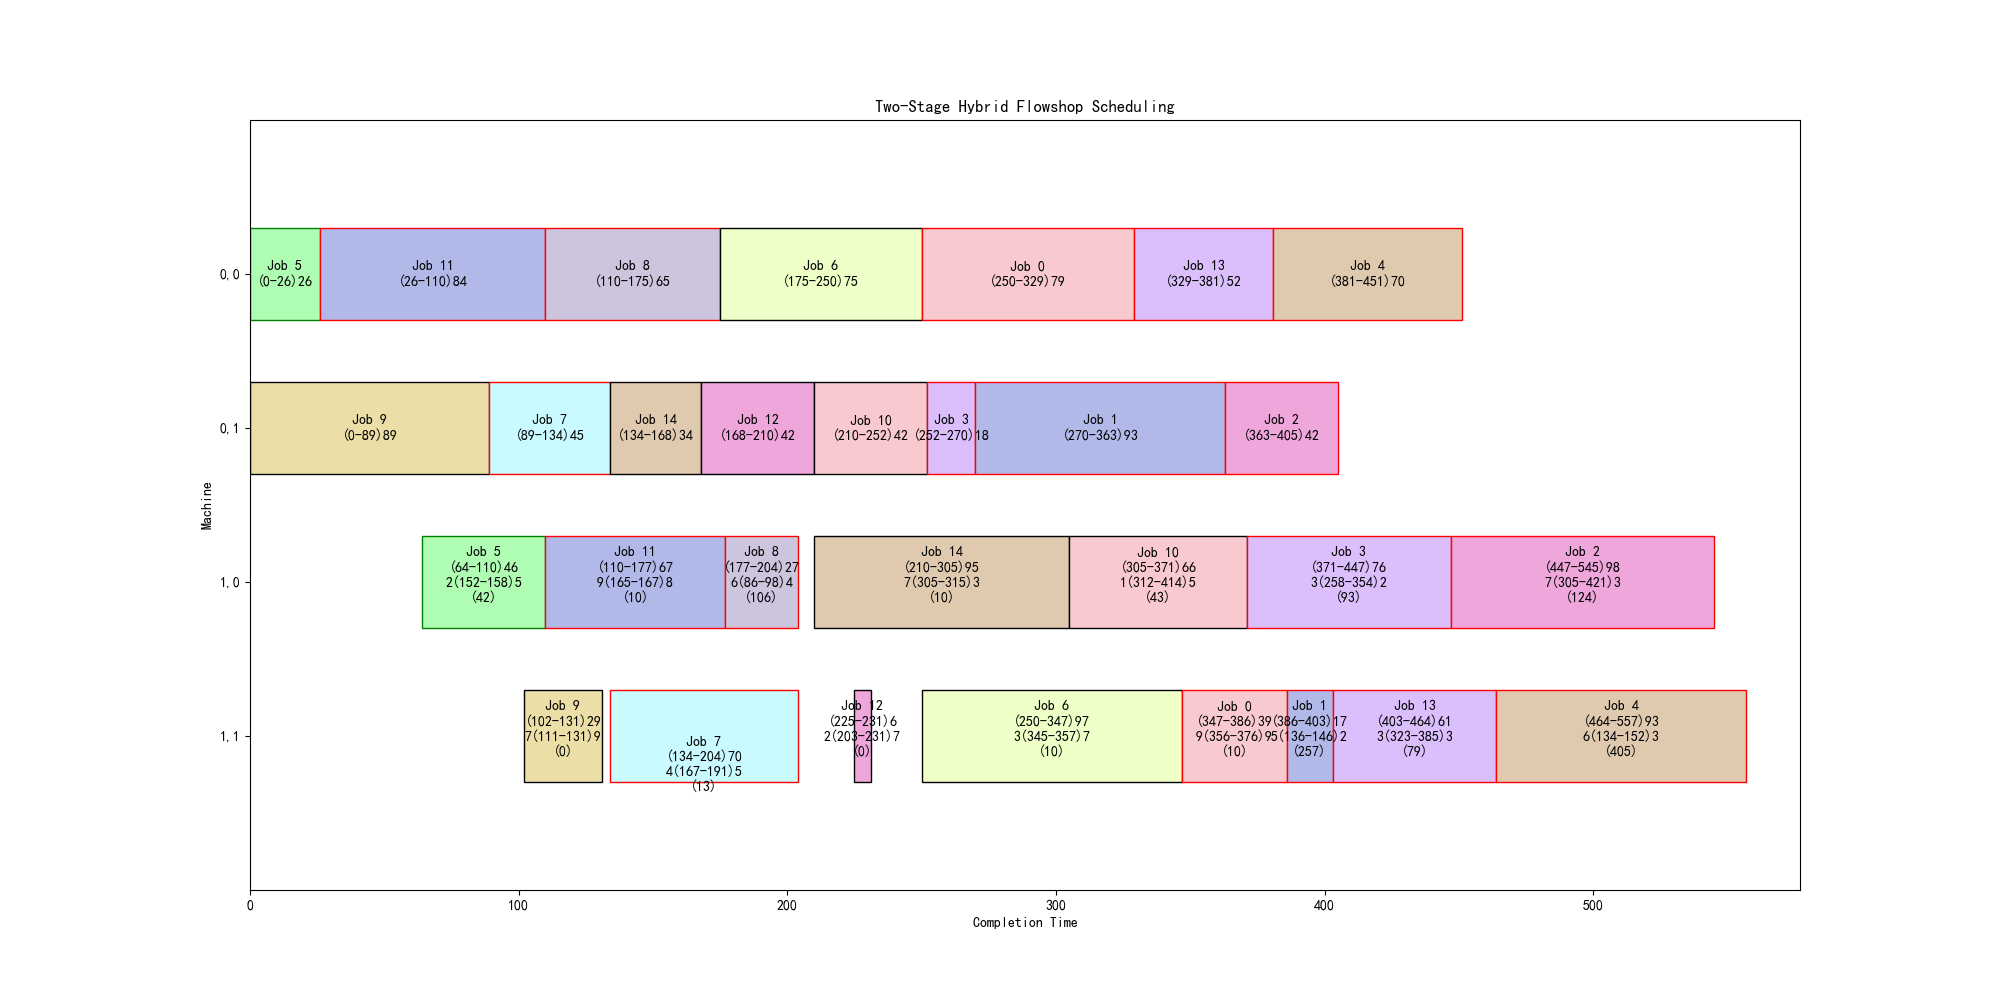 Two-Stage Hybrid Flowshop Scheduling
Machine
0,0
Job 5
(0-26)26
Job 11
(26-110)84
Job 8
(110-175)65
Job 6
(175-250)75
Job 0
(250-329)79
Job 13
(329-381)52
Job 4
(381-451)70
0,1
Job 9
(0-89)89
Job 7
(89-134)45
Job 14
(134-168)34
Job 12
(168-210)42
Job 10
(210-252)42
Job 3
(252-270)18
Job 1
(270-363)93
Job 2
(363-405)42
1,0
Job 5
(64-110)46
2(152-158)5
(42)
Job 11
(110-177)67
9(165-167)8
(10)
Job 8
(177-204)27
6(86-98)4
(106)
Job 14
(210-305)95
7(305-315)3
(10)
Job 10
(305-371)66
1(312-414)5
(43)
Job 3
(371-447)76
3(258-354)2
(93)
Job 2
(447-545)98
7(305-421)3
(124)
1,1
Job 9
(102-131)29
7(111-131)9
(0)
Job 7
(134-204)70
4(167-191)5
(13)
Job 12
(225-231)6
2(203-231)7
(0)
Job 6
(250-347)97
3(345-357)7
(10)
Job 0
(347-386)39
9(356-376)9
(10)
Job 1
(386-403)17
5(136-146)2
(257)
Job 13
(403-464)61
3(323-385)3
(79)
Job 4
(464-557)93
6(134-152)3
(405)
0
100
200
300
400
500
Completion Time